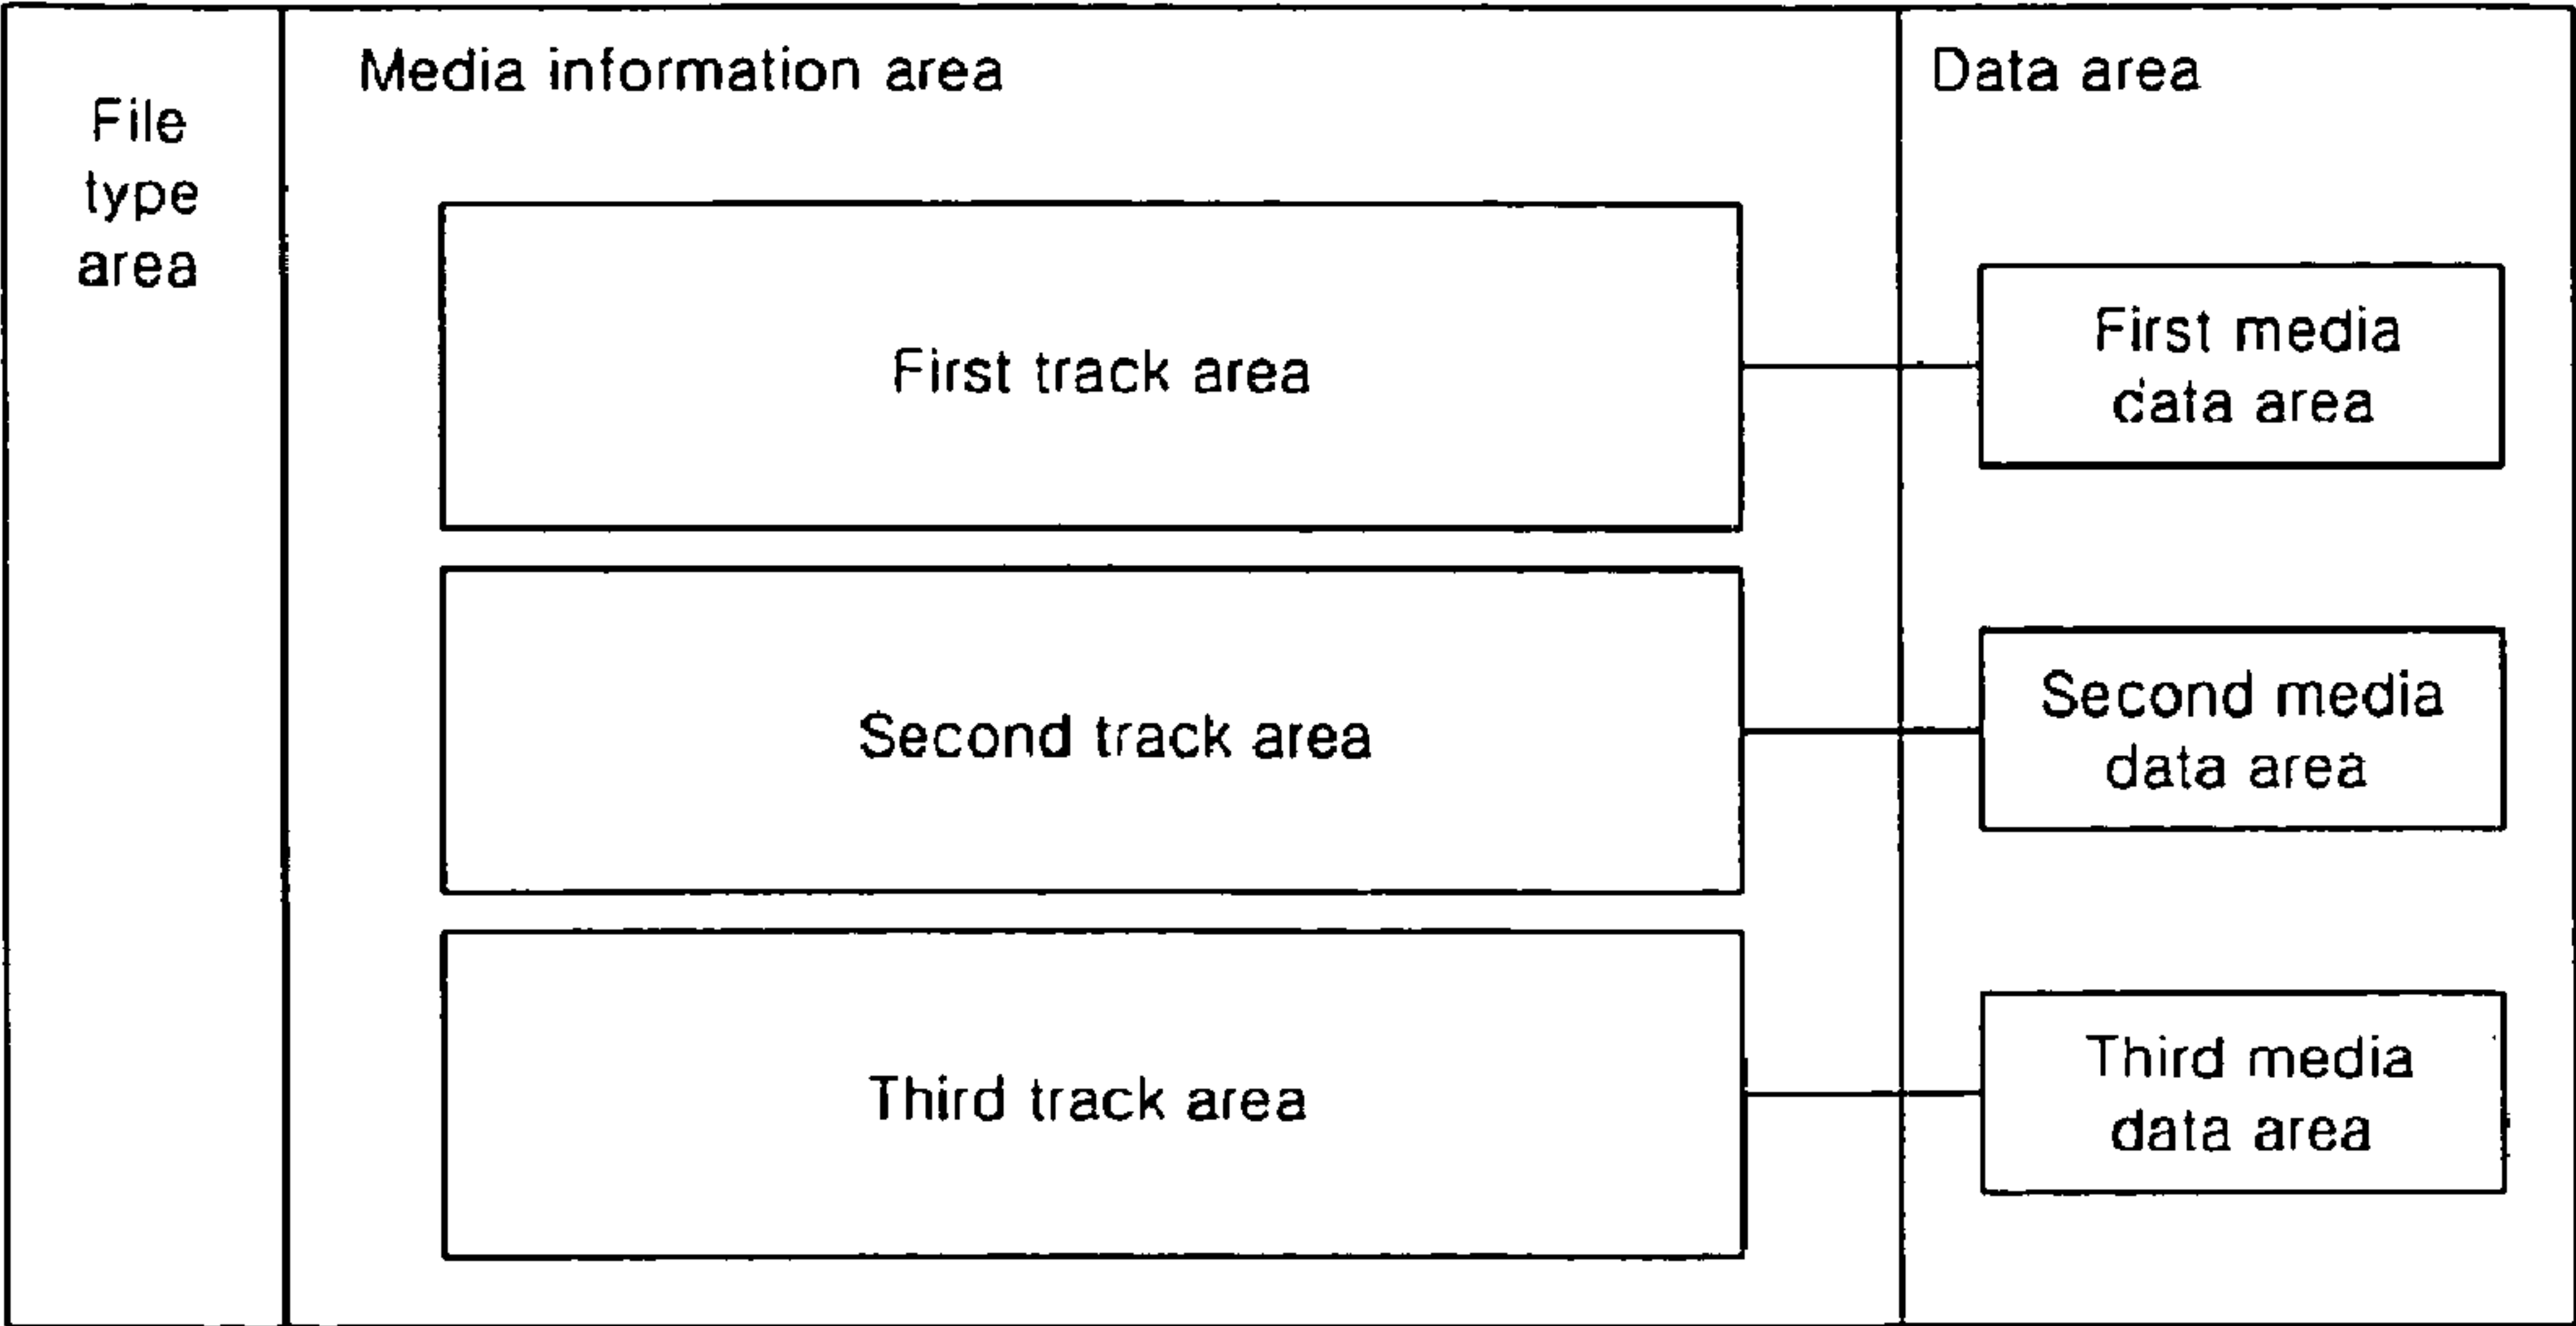 File
type
area
Media information area
First track area
Second track area
Third track area
Data area
First media
data area
Second media
data area
Third media
data area